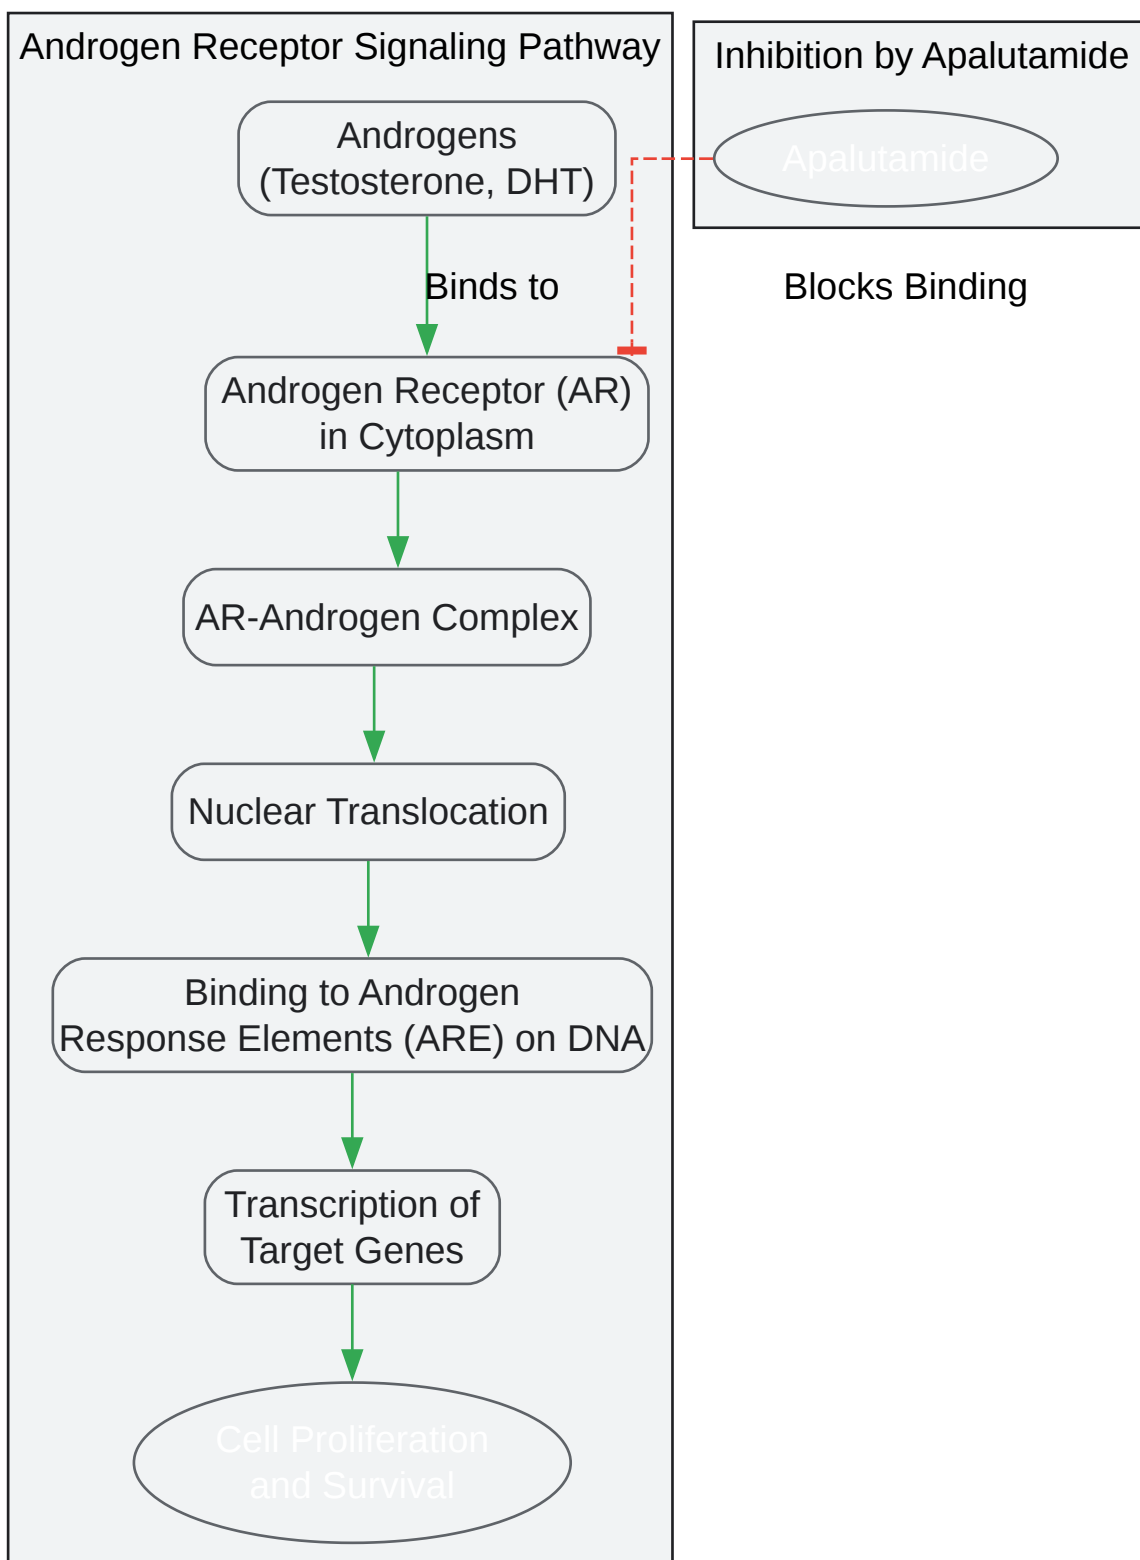 Androgen Receptor Signaling Pathway
Inhibition by Apalutamide
Androgens
(Testosterone, DHT)
Apalutamide
Binds to
Blocks Binding
Androgen Receptor (AR)
in Cytoplasm
AR-Androgen Complex
Nuclear Translocation
Binding to Androgen
Response Elements (ARE) on DNA
Transcription of
Target Genes
Cell Proliferation
and Survival